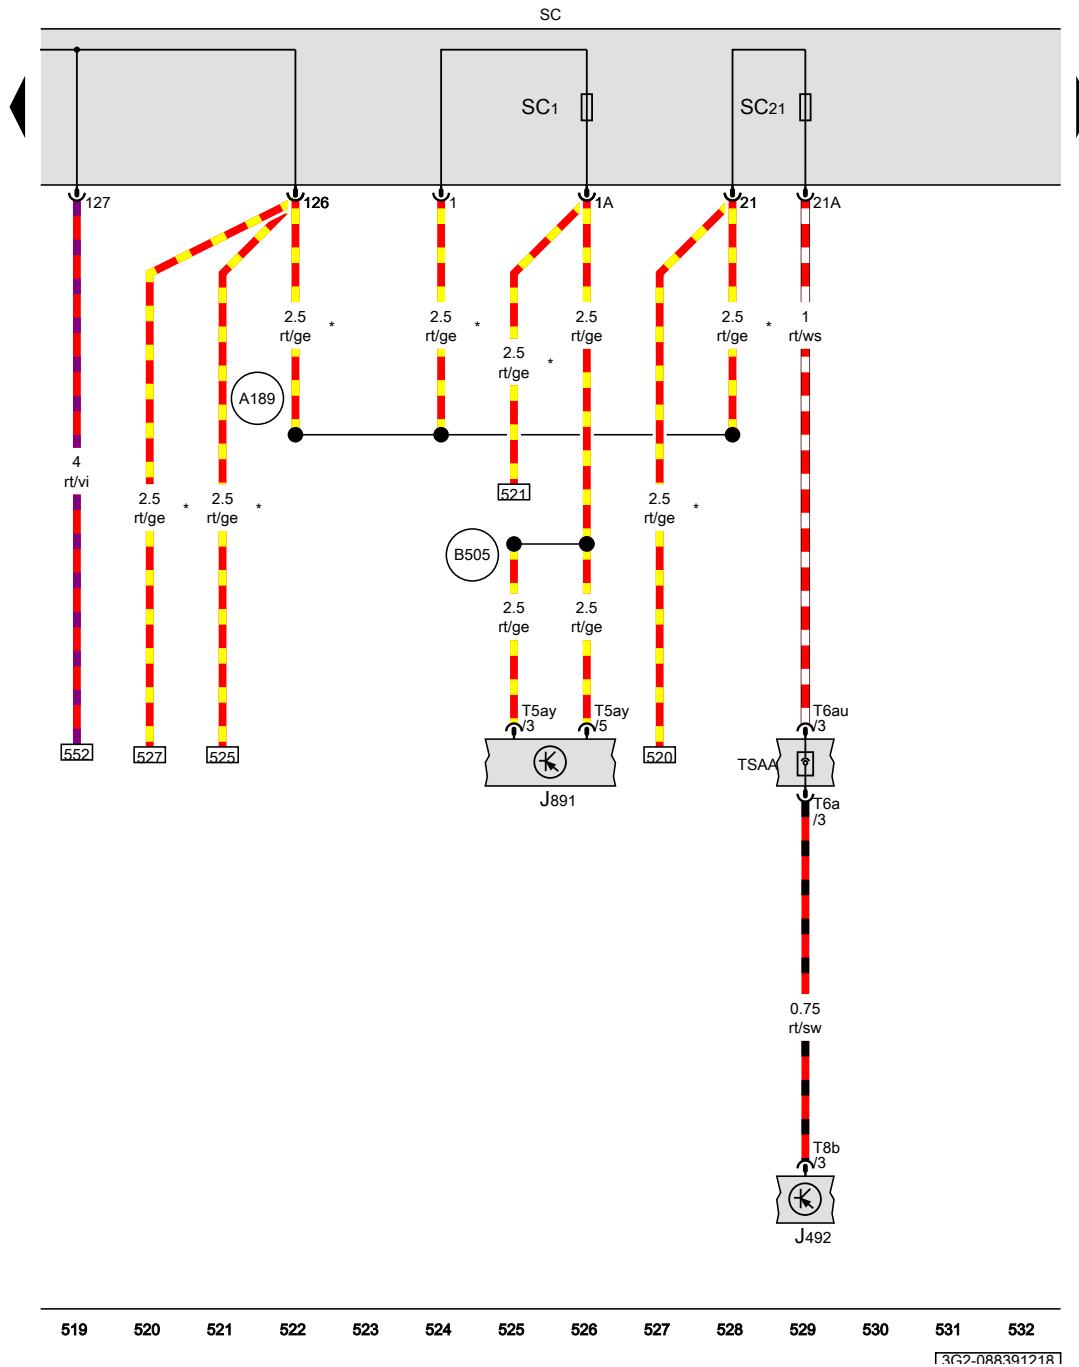 SC
SC1
SC21
127
126
1
1A
21
21A
2.5
rt/ge
*
2.5
rt/ge
*
2.5
rt/ge
2.5
rt/ge
*
1
rt/ws
2.5
rt/ge
*
A189
4
rt/vi
2.5
rt/ge
*
2.5
rt/ge
*
521
2.5
rt/ge
*
B505
2.5
rt/ge
2.5
rt/ge
T5ay
/3
T5ay
/5
T6au
/3
552
527
525
520
TSAA
J891
T6a
/3
0.75
rt/sw
T8b
/3
J492
519 520 521 522 523 524 525 526 527 528 529 530 531 532
3G2-088391218